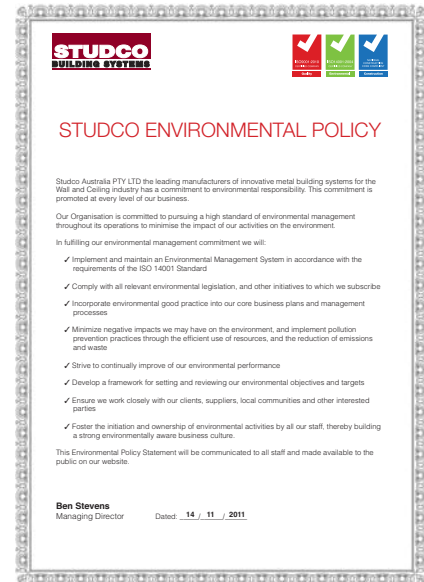 STUDCO
BUILDING SYSTEMS
Quality
Environmental
Construction
STUDCO ENVIRONMENTAL POLICY
Studco Australia PTY LTD the leading manufacturers of innovative metal building systems for the
Wall and Ceiling industry has a commitment to environmental responsibility. This commitment is
promoted at every level of our business.
Our Organisation is committed to pursuing a high standard of environmental management
throughout its operations to minimise the impact of our activities on the environment.
In fulfilling our environmental management commitment we will:
✓ Implement and maintain an Environmental Management System in accordance with the
requirements of the ISO 14001 Standard
✓ Comply with all relevant environmental legislation, and other initiatives to which we subscribe
✓ Incorporate environmental good practice into our core business plans and management
processes
✓ Minimize negative impacts we may have on the environment, and implement pollution
prevention practices through the efficient use of resources, and the reduction of emissions
and waste
✓ Strive to continually improve of our environmental performance
✓ Develop a framework for setting and reviewing our environmental objectives and targets
✓ Ensure we work closely with our clients, suppliers, local communities and other interested
parties
✓ Foster the initiation and ownership of environmental activities by all our staff, thereby building
a strong environmentally aware business culture.
This Environmental Policy Statement will be communicated to all staff and made available to the
public on our website.
Ben Stevens
Managing Director Dated: 14 / 11 / 2011